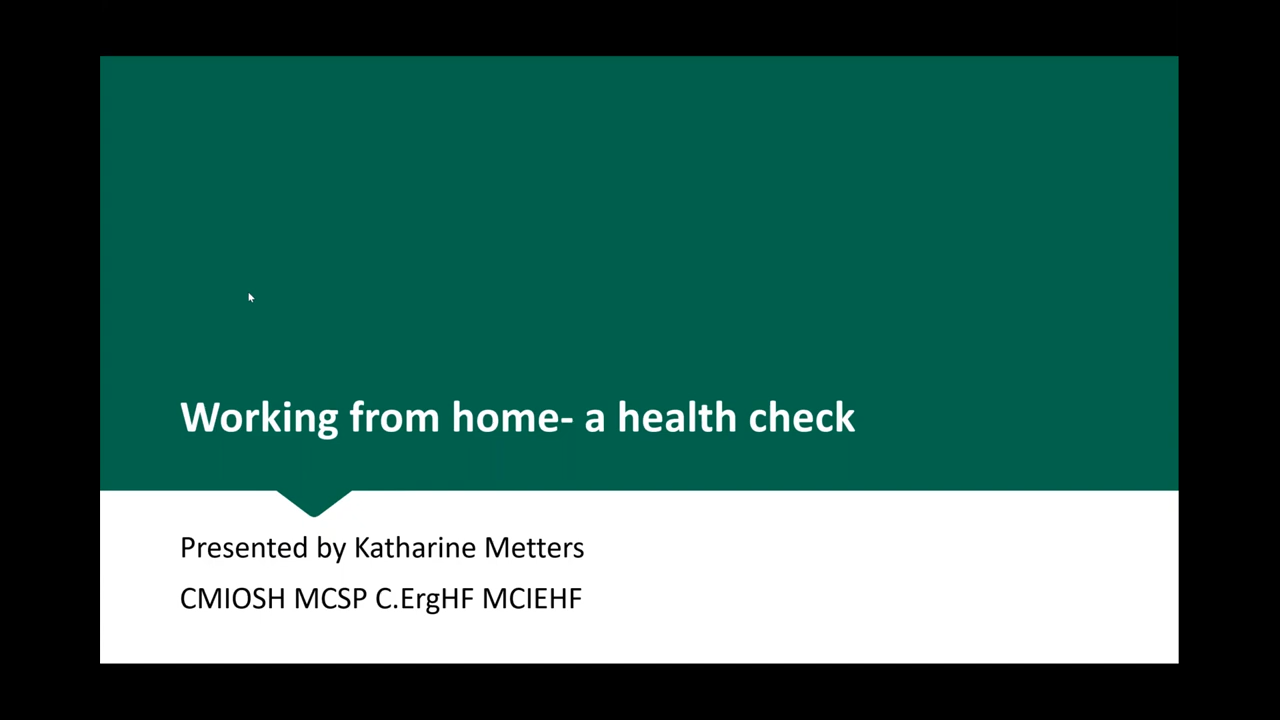 Working from home- a health check
Presented by Katharine Metters
CMIOSH MCSP C.ErgHF MCIEHF